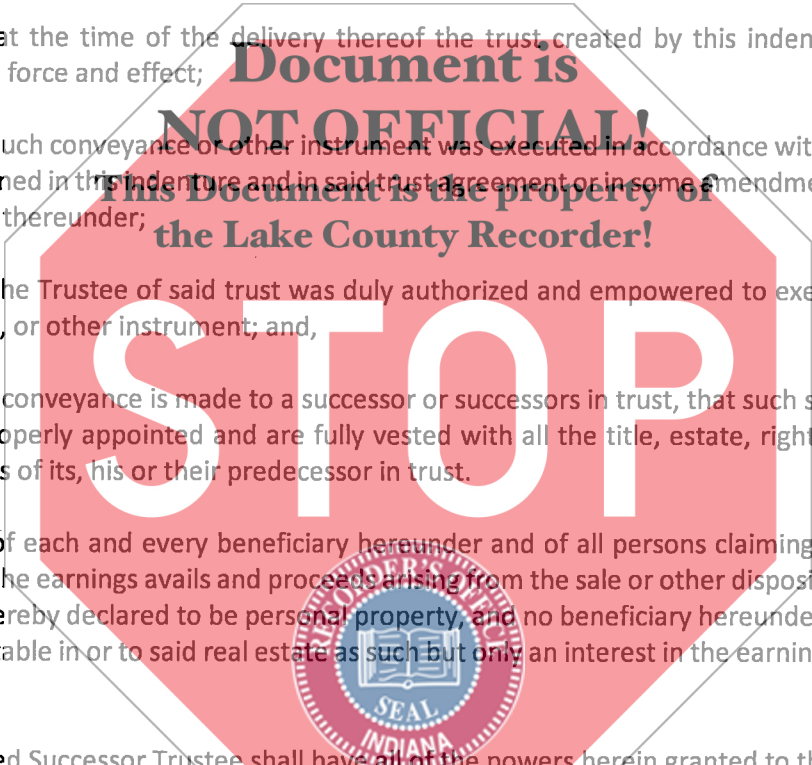 at the time of the delivery thereof the trust created by this inden
Document is
force and effect;
NOT OFFICIAL!
uch conveyance or other instrument was executed in accordance wit
ned in this indenture and in said trust agreement or in some amendme
This Document is the property of
thereunder;
the Lake County Recorder!
he Trustee of said trust was duly authorized and empowered to exe
, or other instrument; and,
STOP
conveyance is made to a successor or successors in trust, that such s
operly appointed and are fully vested with all the title, estate, right
s of its, his or their predecessor in trust.
of each and every beneficiary hereunder and of all persons claiming
he earnings avails and proceeds arising from the sale or other disposi
ereby declared to be personal property, and no beneficiary hereunde
able in or to said real estate as such but only an interest in the earnin
RECORDER'S OFFICE
SEAL
INDIANA
ed Successor Trustee shall have all of the powers herein granted to th